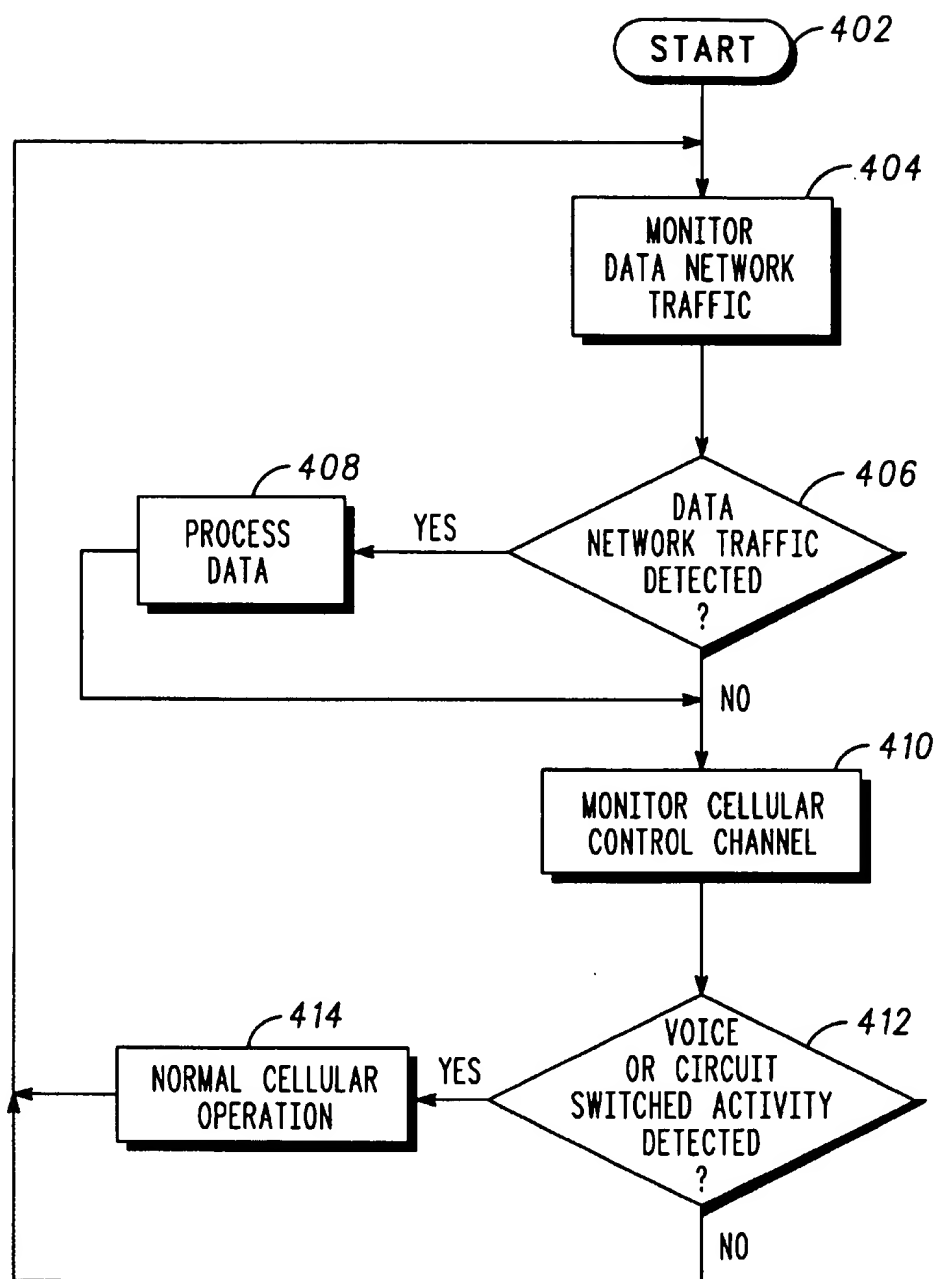 START
402
404
MONITOR
DATA NETWORK
TRAFFIC
406
DATA
NETWORK TRAFFIC
DETECTED
?
YES
408
PROCESS
DATA
NO
410
MONITOR CELLULAR
CONTROL CHANNEL
412
VOICE
OR CIRCUIT
SWITCHED ACTIVITY
DETECTED
?
YES
414
NORMAL CELLULAR
OPERATION
NO